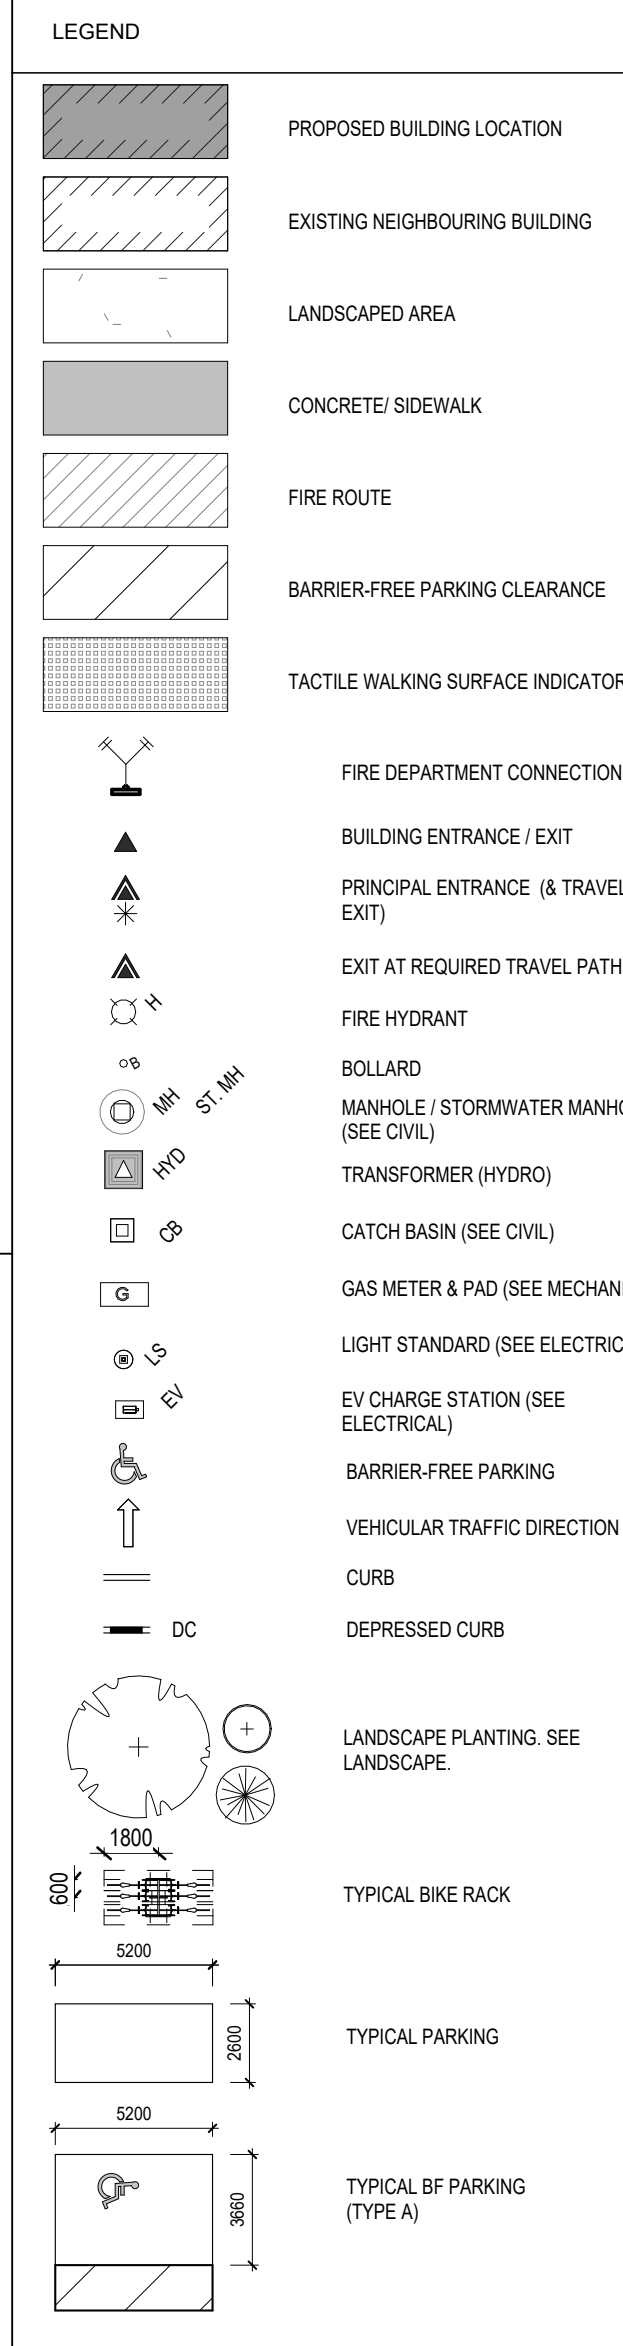 LEGEND
PROPOSED BUILDING LOCATION
EXISTING NEIGHBOURING BUILDING
LANDSCAPED AREA
CONCRETE/ SIDEWALK
FIRE ROUTE
BARRIER-FREE PARKING CLEARANCE
TACTILE WALKING SURFACE INDICATOR
FIRE DEPARTMENT CONNECTION
BUILDING ENTRANCE / EXIT
PRINCIPAL ENTRANCE (& TRAVEL
EXIT)
EXIT AT REQUIRED TRAVEL PATH
H FIRE HYDRANT
B BOLLARD
MH ST. MH MANHOLE / STORMWATER
(SEE CIVIL)
HYD TRANSFORMER (HYDRO)
CB CATCH BASIN (SEE CIVIL)
G GAS METER & PAD (SEE
LS LIGHT STANDARD (SEE
EV EV CHARGE STATION (SEE
ELECTRICAL)
BARRIER-FREE PARKING
VEHICULAR TRAFFIC DIRECTION
CURB
DC DEPRESSED CURB
LANDSCAPE PLANTING. SEE
LANDSCAPE.
1800
600
TYPICAL BIKE RACK
5200
2600
TYPICAL PARKING
5200
3660
TYPICAL BF PARKING
(TYPE A)